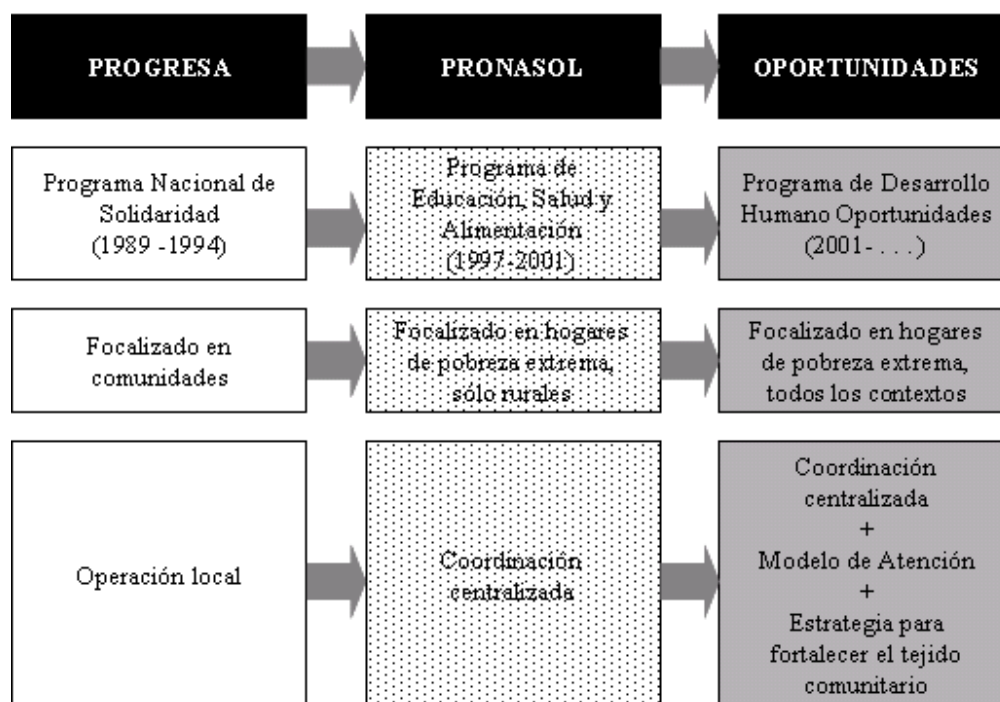 PROGRESA
PRONASOL
OPORTUNIDADES
Programa Nacional de
Solidaridad
(1989 -1994)
Programa de
Educación, Salud y
Alimentación
(1997-2001)
Programa de Desarrollo
Humano Oportunidades
(2001- . . . )
Focalizado en
comunidades
Focalizado en hogares
de pobreza extrema,
sólo rurales
Focalizado en hogares
de pobreza extrema,
todos los contextos
Operación local
Coordinación
centralizada
Coordinación
centralizada
+
Modelo de Atención
+
Estrategia para
fortalecer el tejido
comunitario